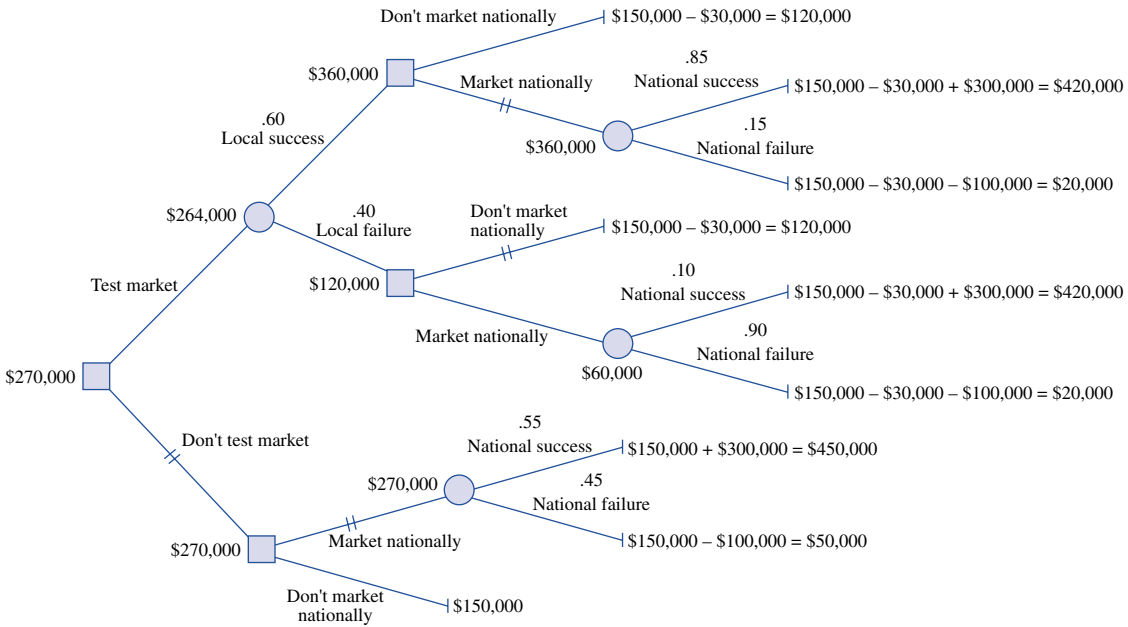 Don't market nationally
$150,000 – $30,000 = $120,000
.85
$360,000
Market nationally
National success
$150,000 – $30,000 + $300,000 = $420,000
.60
.15
Local success
$360,000
National failure
$150,000 – $30,000 – $100,000 = $20,000
$264,000
.40
Local failure
Don't market
nationally
$150,000 – $30,000 = $120,000
.10
Test market
$120,000
National success
$150,000 – $30,000 + $300,000 = $420,000
Market nationally
.90
National failure
$270,000
$60,000
$150,000 – $30,000 – $100,000 = $20,000
.55
Don't test market
National success
$150,000 + $300,000 = $450,000
$270,000
.45
National failure
$270,000
Market nationally
$150,000 – $100,000 = $50,000
Don't market
nationally
$150,000